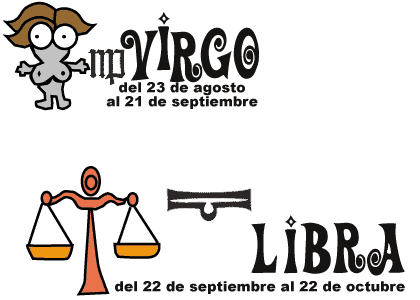 VIRGO
del 23 de agosto
al 21 de septiembre
LIBRA
del 22 de septiembre al 22 de octubre